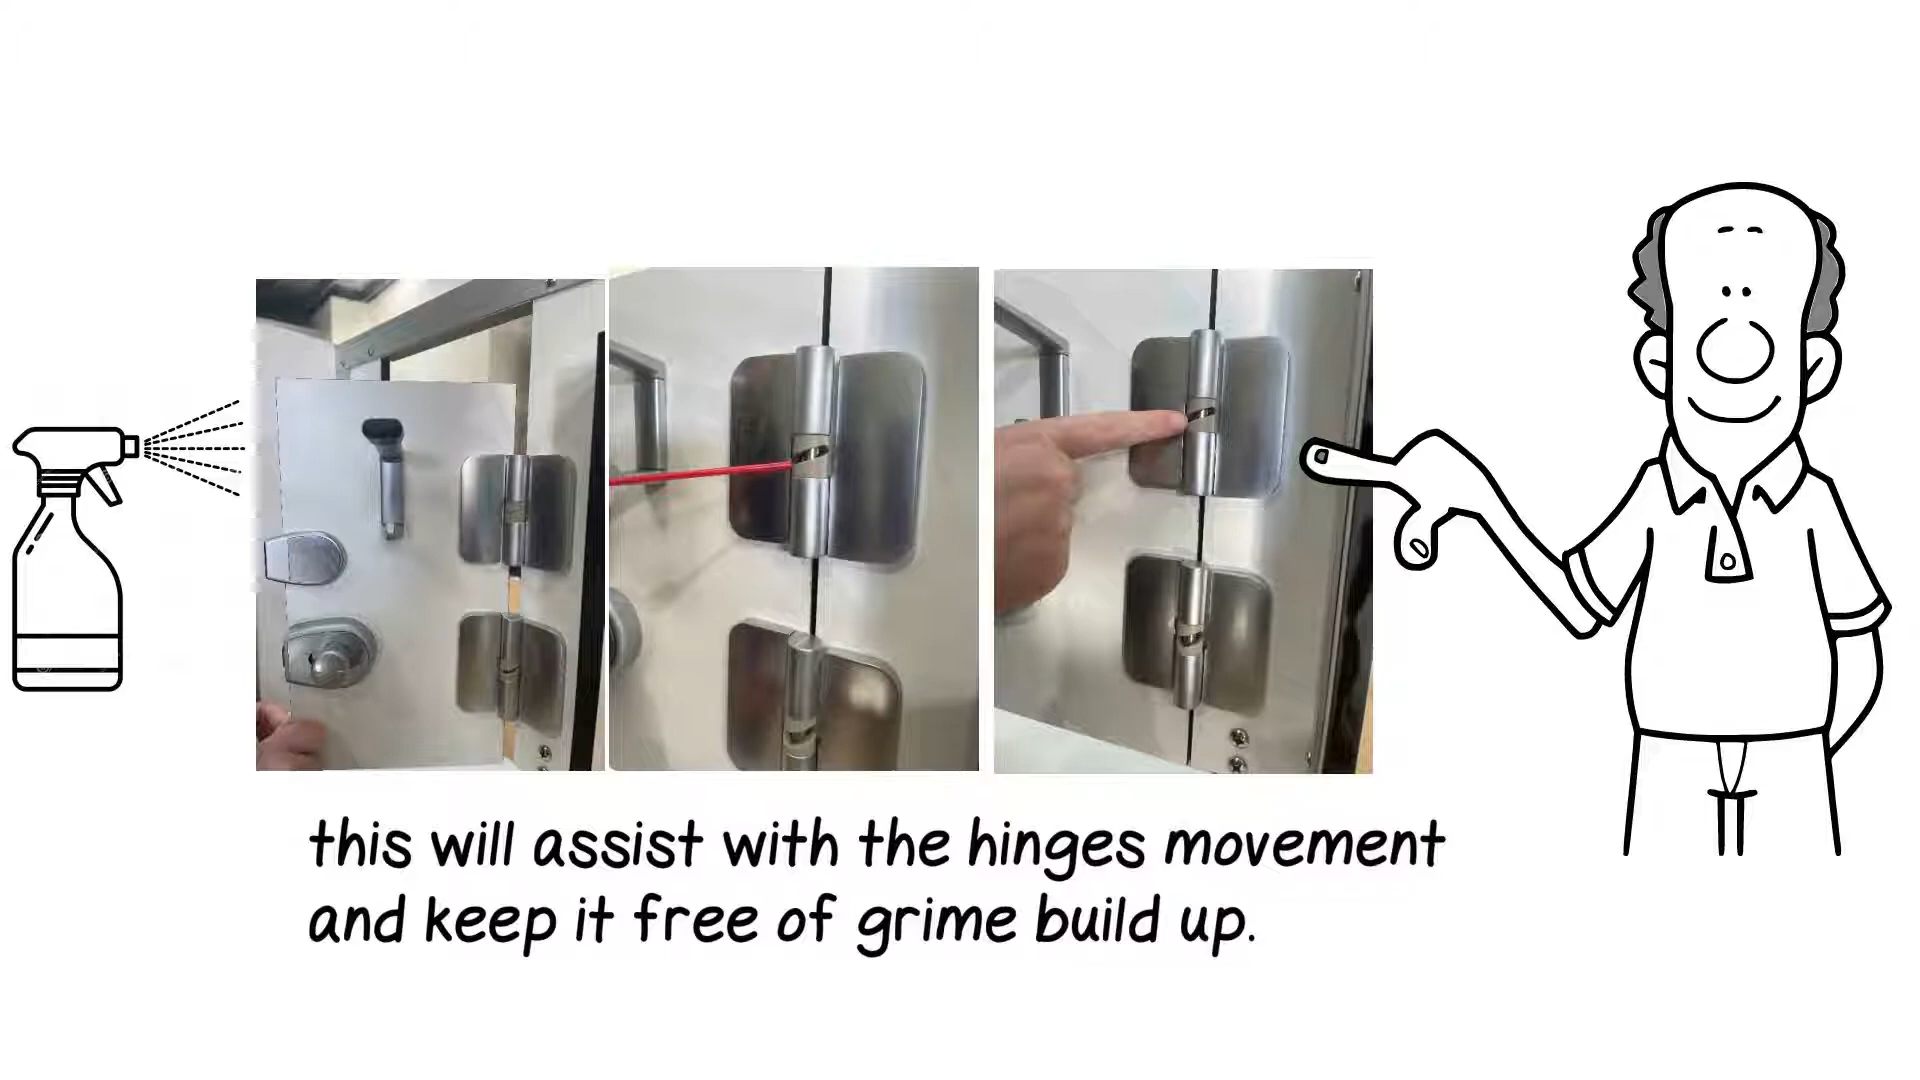 this will assist with the hinges movement
and keep it free of grime build up.